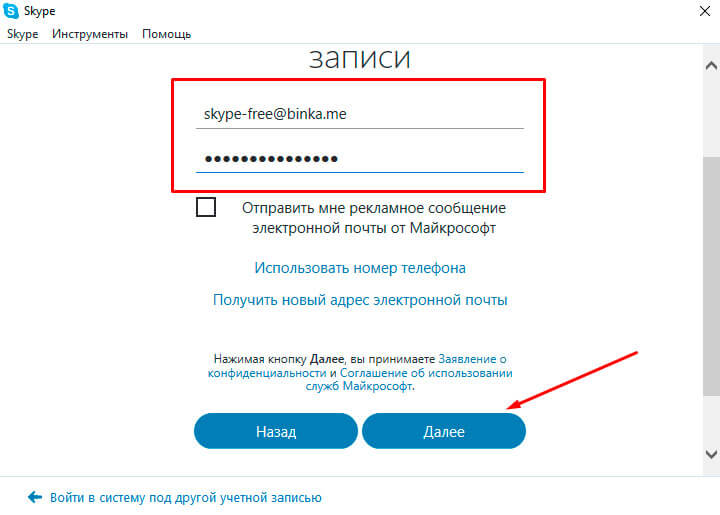 Skype
Skype Инструменты Помощь
записи
skype-free@binka.me
•••••••••••••••
Отправить мне рекламное сообщение
электронной почты от Майкрософт
Использовать номер телефона
Получить новый адрес электронной почты
Нажимая кнопку Далее, вы принимаете Заявление о
конфиденциальности и Соглашение об использовании
служб Майкрософт.
Назад Далее
Войти в систему под другой учетной записью